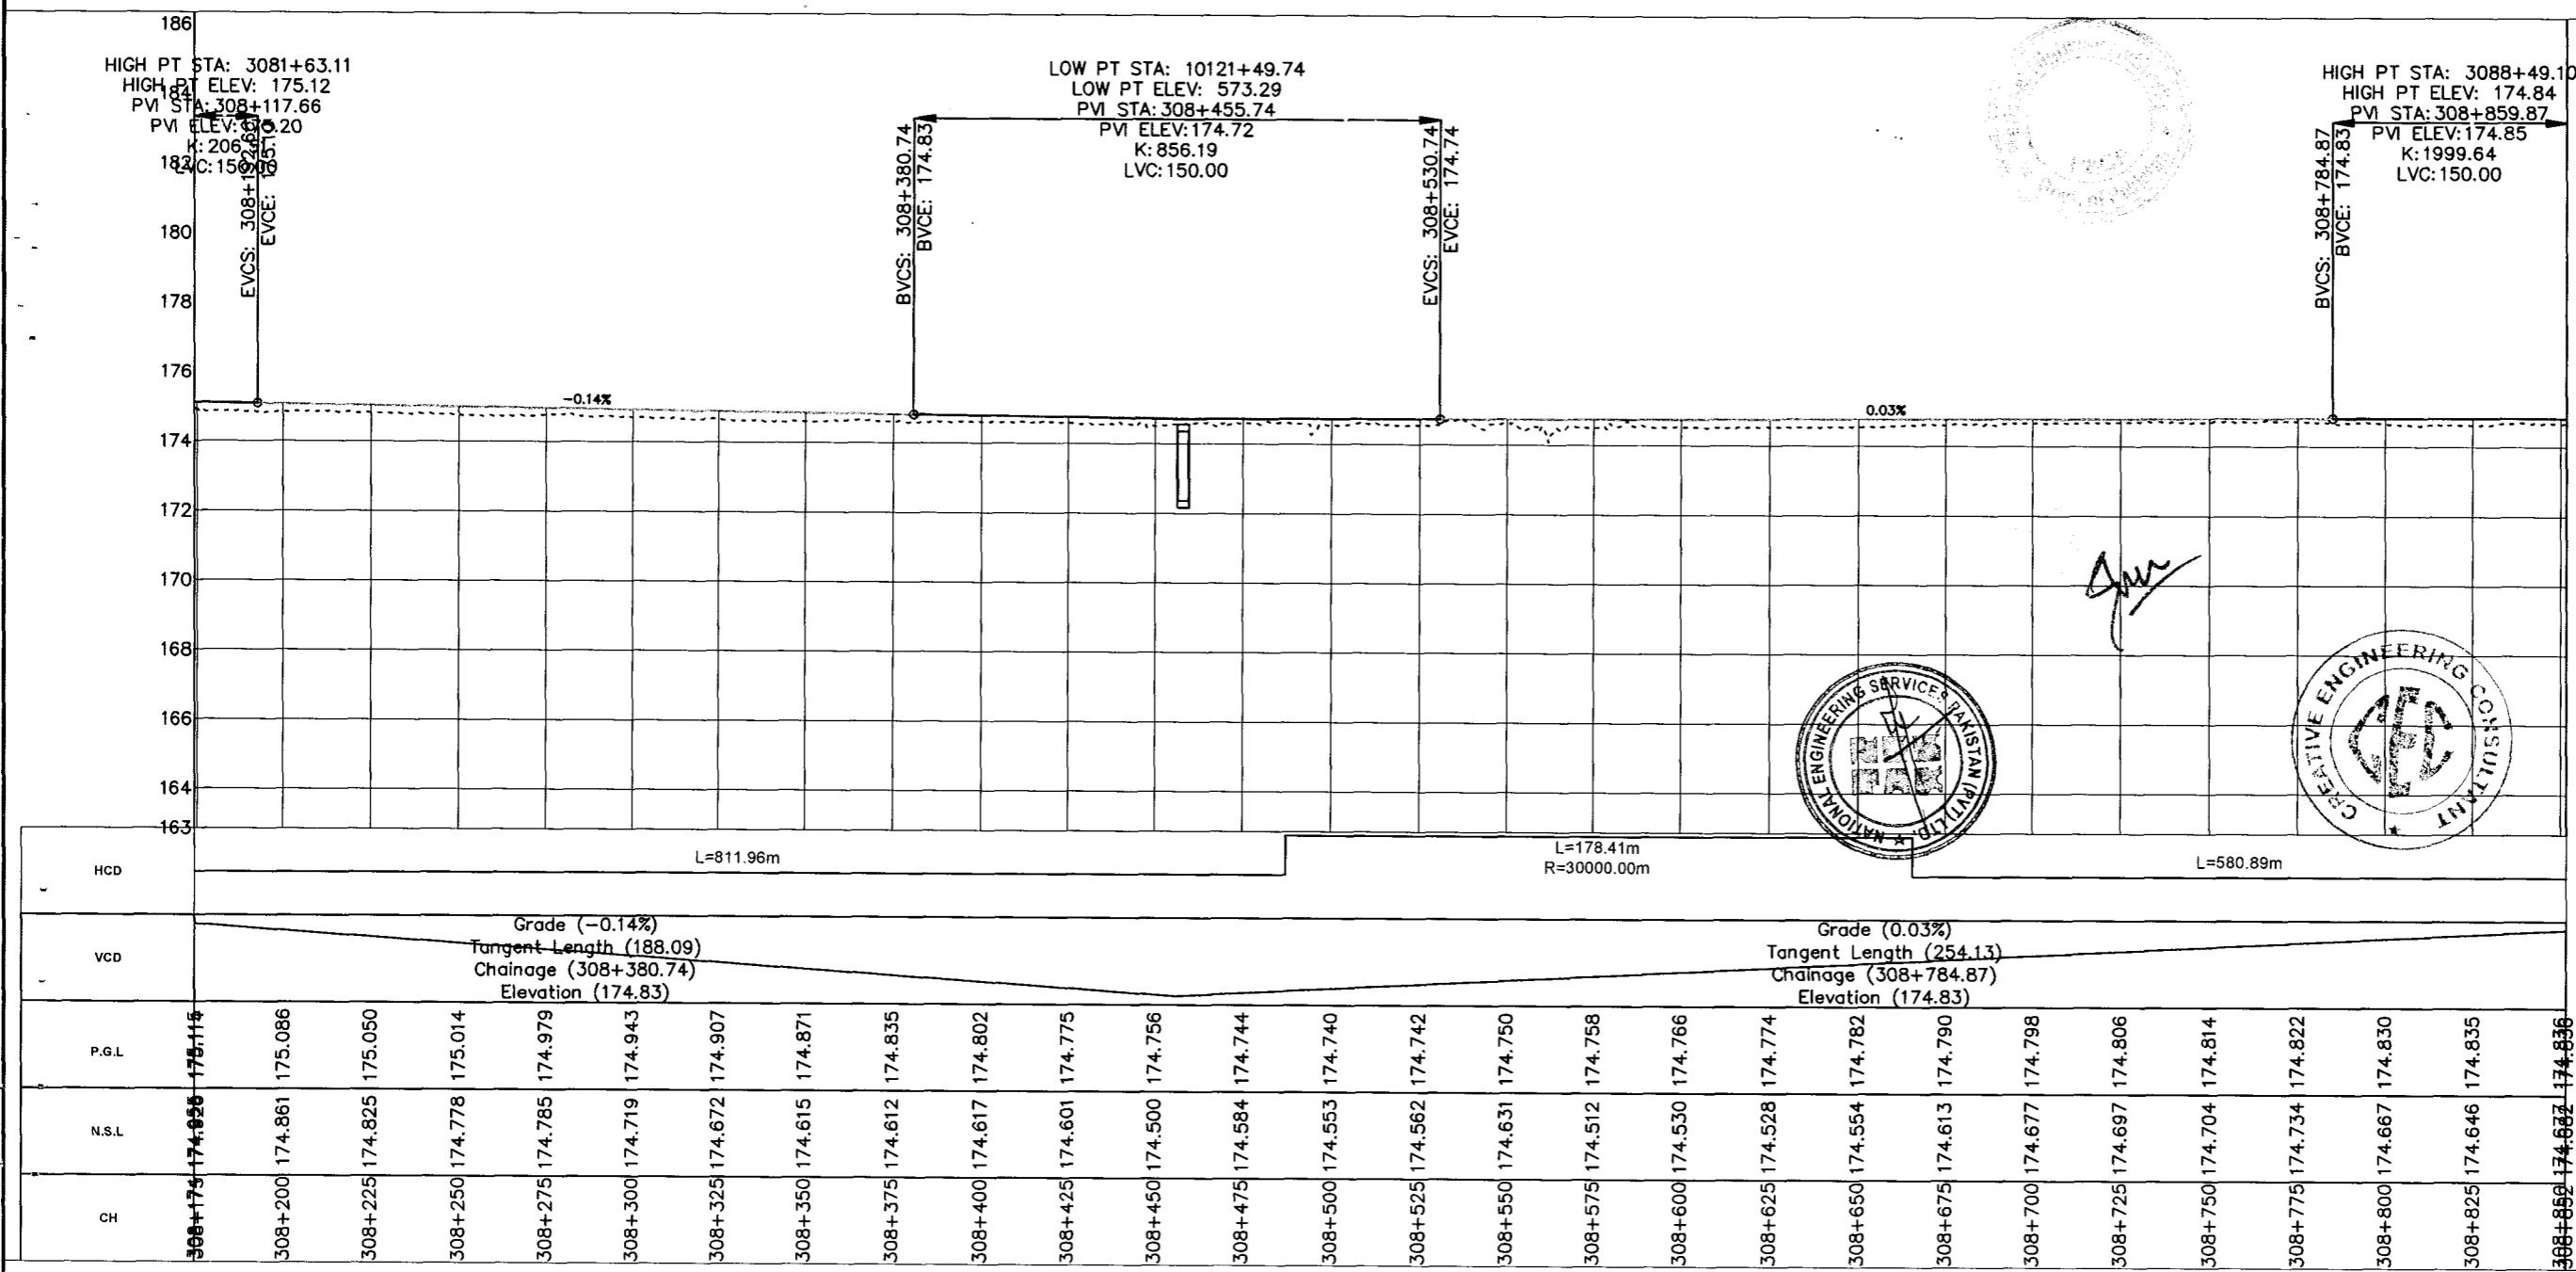 186
184
182
180
178
176
174
172
170
168
166
164
163
HIGH PT STA: 3081+63.11
HIGH PT ELEV: 175.12
PVI STA: 308+117.66
PVI ELEV: 175.20
LVC: 150.00
EVCS: 308+192.66
EVCE: 175.10
LOW PT STA: 10121+49.74
LOW PT ELEV: 573.29
PVI STA: 308+455.74
PVI ELEV: 174.72
K: 856.19
LVC: 150.00
BVCS: 308+380.74
BVCE: 174.83
EVCS: 308+530.74
EVCE: 174.74
HIGH PT STA: 3088+49.10
HIGH PT ELEV: 174.84
PVI STA: 308+859.87
PVI ELEV: 174.85
K: 1999.64
LVC: 150.00
BVCS: 308+784.87
BVCE: 174.83
-0.14%
0.03%
NATIONAL ENGINEERING SERVICES PAKISTAN (PVT) LTD.
CREATIVE ENGINEERING CONSULTANT
CEC
HCD
L=811.96m
L=178.41m
R=30000.00m
L=580.89m
VCD
Grade (-0.14%)
Tangent Length (188.09)
Chainage (308+380.74)
Elevation (174.83)
Grade (0.03%)
Tangent Length (254.13)
Chainage (308+784.87)
Elevation (174.83)
P.G.L 175.086 175.050 175.014 174.979 174.943 174.907 174.871 174.835 174.802 174.775 174.756 174.744 174.740 174.742 174.750 174.758 174.766 174.774 174.782 174.790 174.798 174.806 174.814 174.822 174.830 174.835 174.836
N.S.L 174.861 174.825 174.778 174.785 174.719 174.672 174.615 174.612 174.617 174.601 174.500 174.584 174.553 174.562 174.631 174.512 174.530 174.528 174.554 174.613 174.677 174.697 174.704 174.734 174.667 174.646
CH 308+175 308+200 308+225 308+250 308+275 308+300 308+325 308+350 308+375 308+400 308+425 308+450 308+475 308+500 308+525 308+550 308+575 308+600 308+625 308+650 308+675 308+700 308+725 308+750 308+775 308+800 308+825 308+850 308+852